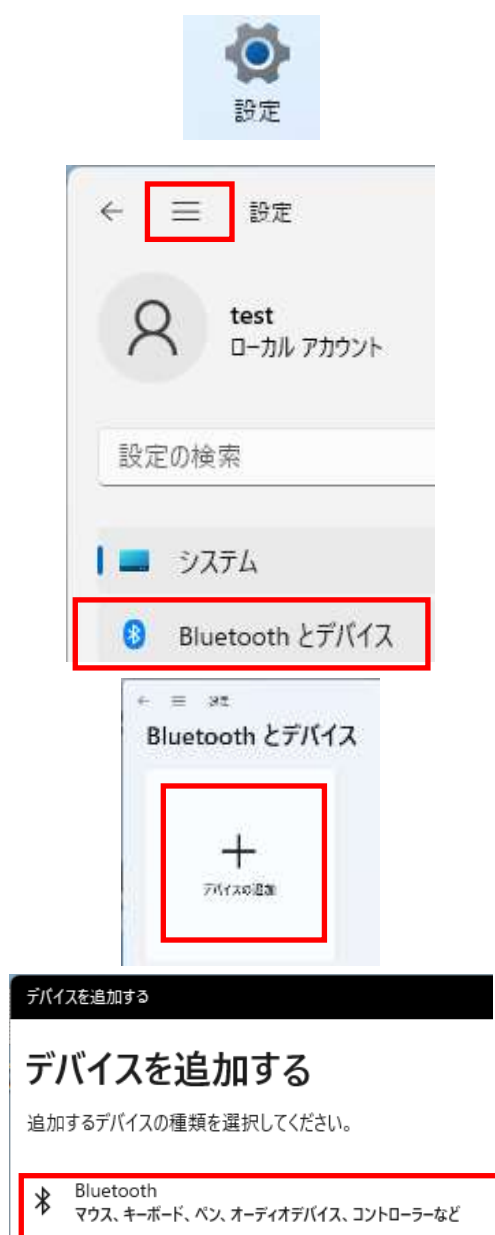 設定
設定
test
ローカル アカウント
設定の検索
システム
Bluetooth とデバイス
設定
Bluetooth とデバイス
デバイスの追加
デバイスを追加する
デバイスを追加する
追加するデバイスの種類を選択してください。
Bluetooth
マウス、キーボード、ペン、オーディオデバイス、コントローラーなど